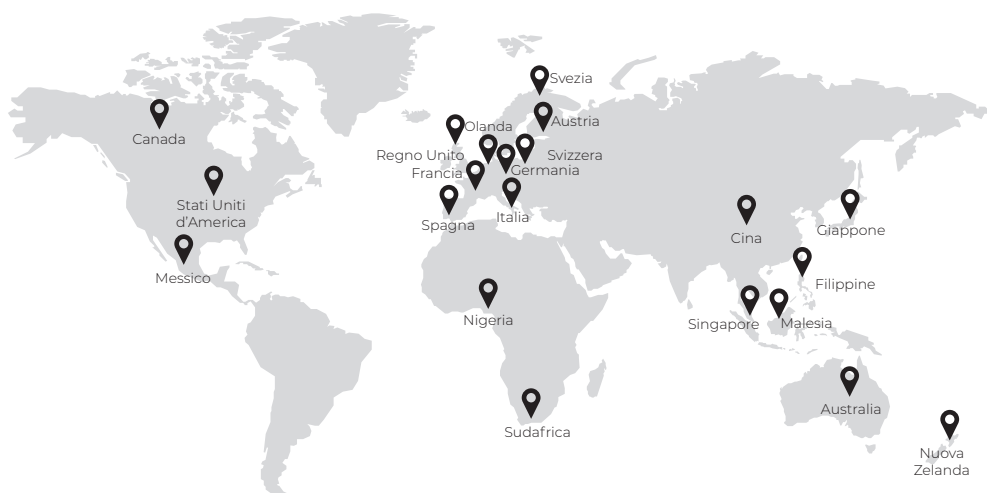 Svezia
Canada
Olanda
Austria
Regno Unito
Svizzera
Francia
Germania
Stati Uniti
d'America
Spagna
Italia
Cina
Giappone
Messico
Filippine
Nigeria
Singapore
Malesia
Australia
Sudafrica
Nuova
Zelanda